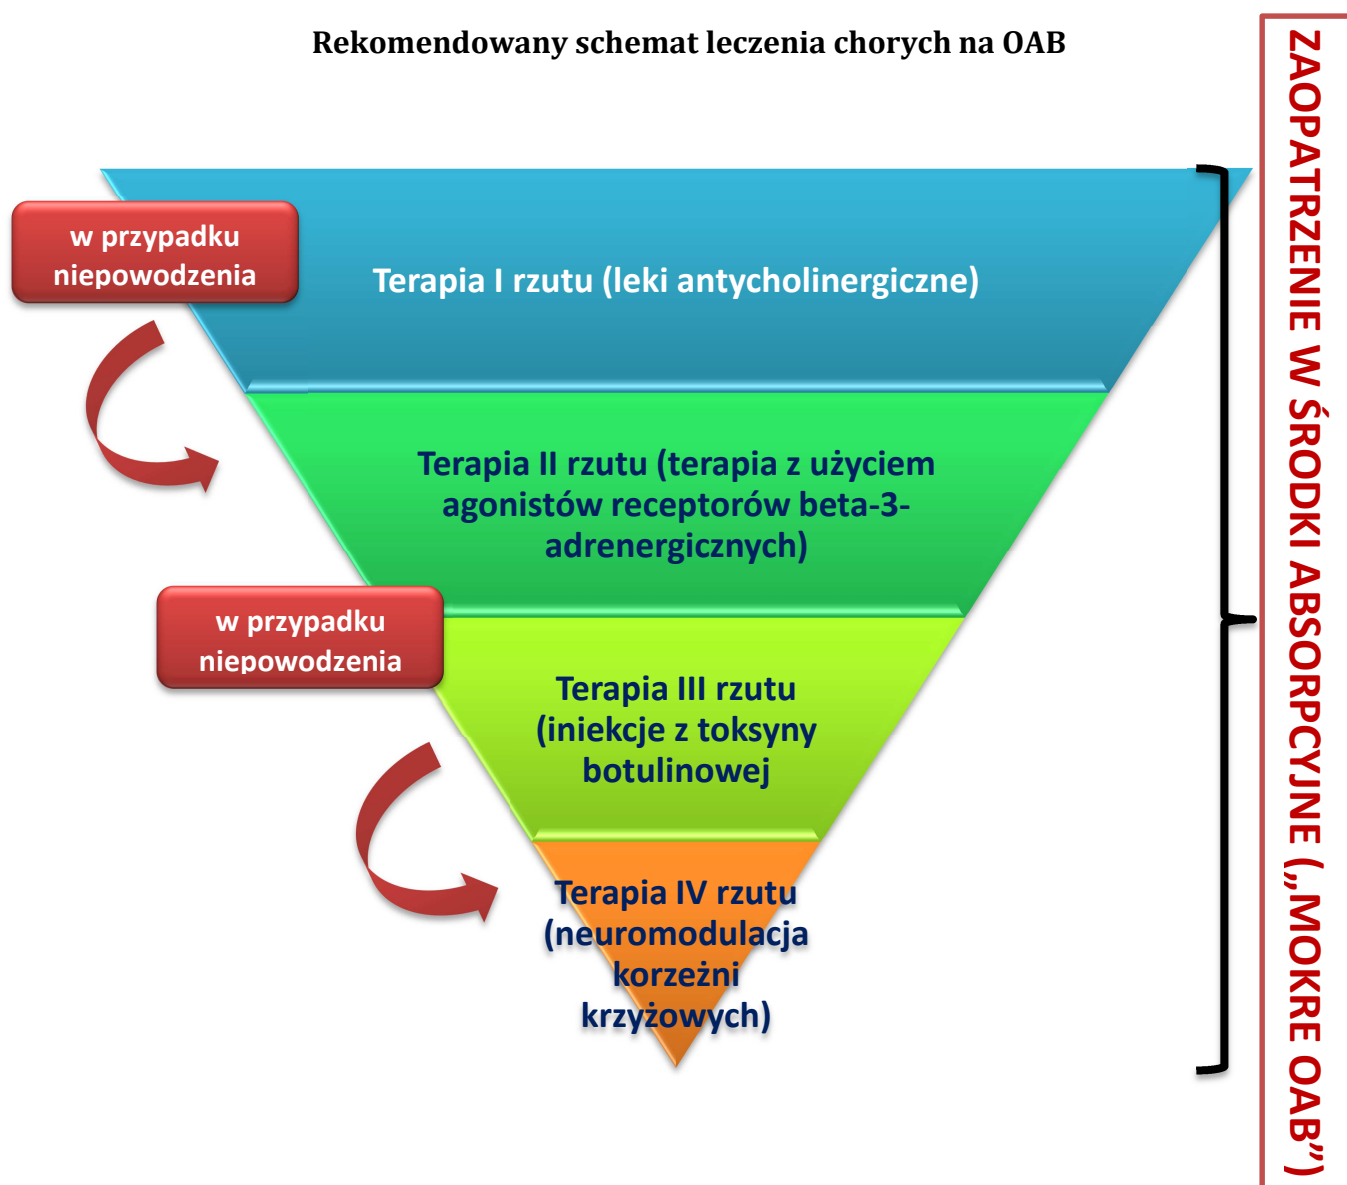 Rekomendowany schemat leczenia chorych na OAB
w przypadku
niepowodzenia
Terapia I rzutu (leki antycholinergiczne)
Terapia II rzutu (terapia z użyciem
agonistów receptorów beta-3-
adrenergicznych)
w przypadku
niepowodzenia
Terapia III rzutu
(iniekcje z toksyny
botulinowej
Terapia IV rzutu
(neuromodulacja
korzeżni
krzyżowych)
ZAOPATRZENIE W ŚRODKI ABSORPCYJNE („MOKRE OAB”)